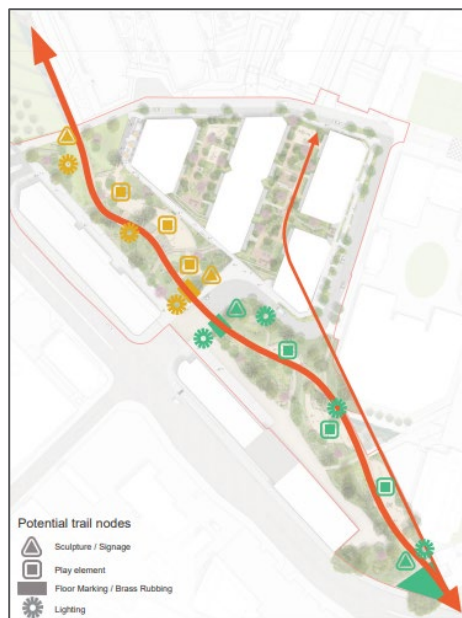 Potential trail nodes
Sculpture / Signage
Play element
Floor Marking / Brass Rubbing
Lighting